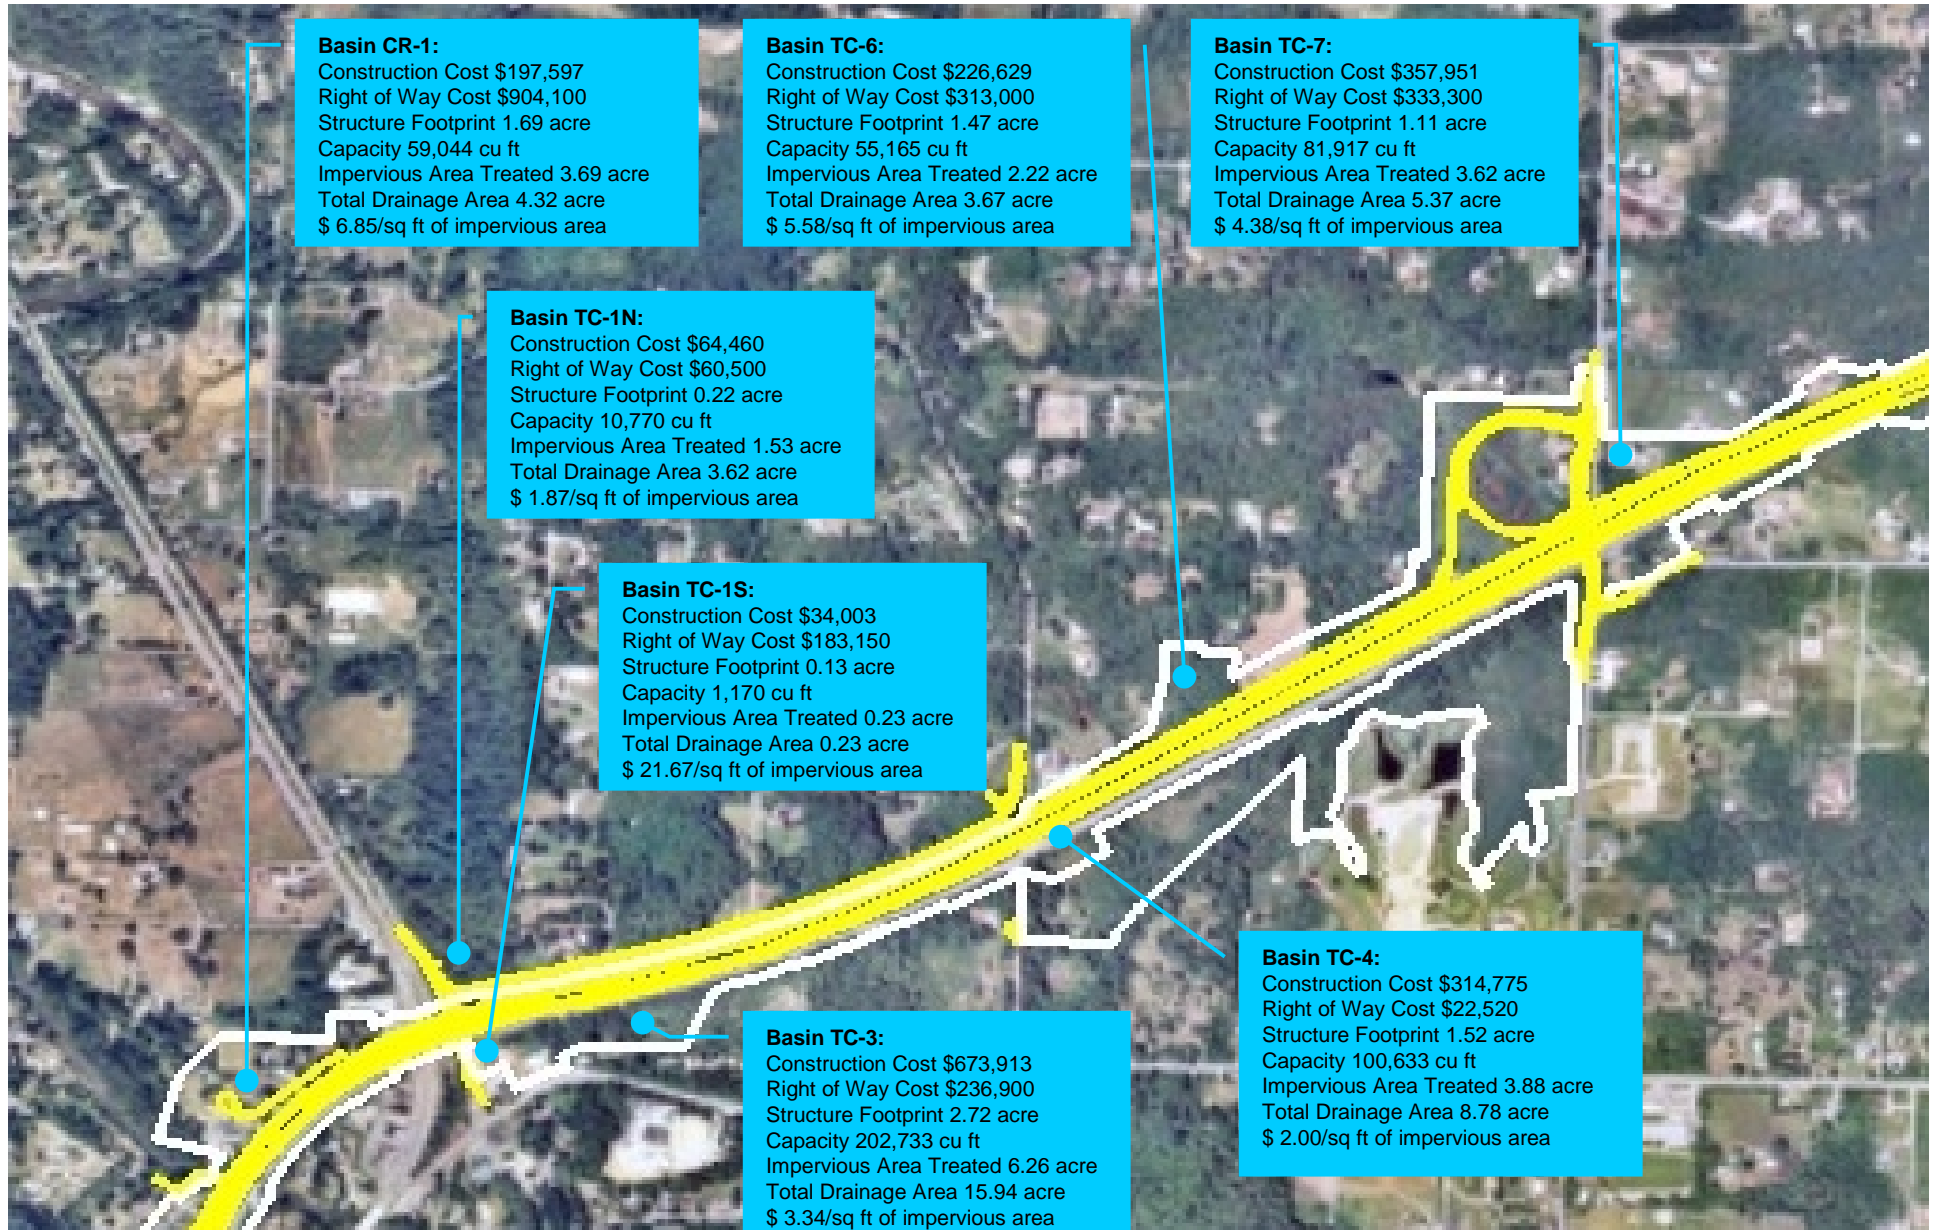 Basin CR-1:
Construction Cost $197,597
Right of Way Cost $904,100
Structure Footprint 1.69 acre
Capacity 59,044 cu ft
Impervious Area Treated 3.69 acre
Total Drainage Area 4.32 acre
$ 6.85/sq ft of impervious area
Basin TC-6:
Construction Cost $226,629
Right of Way Cost $313,000
Structure Footprint 1.47 acre
Capacity 55,165 cu ft
Impervious Area Treated 2.22 acre
Total Drainage Area 3.67 acre
$ 5.58/sq ft of impervious area
Basin TC-7:
Construction Cost $357,951
Right of Way Cost $333,300
Structure Footprint 1.11 acre
Capacity 81,917 cu ft
Impervious Area Treated 3.62 acre
Total Drainage Area 5.37 acre
$ 4.38/sq ft of impervious area
Basin TC-1N:
Construction Cost $64,460
Right of Way Cost $60,500
Structure Footprint 0.22 acre
Capacity 10,770 cu ft
Impervious Area Treated 1.53 acre
Total Drainage Area 3.62 acre
$ 1.87/sq ft of impervious area
Basin TC-1S:
Construction Cost $34,003
Right of Way Cost $183,150
Structure Footprint 0.13 acre
Capacity 1,170 cu ft
Impervious Area Treated 0.23 acre
Total Drainage Area 0.23 acre
$ 21.67/sq ft of impervious area
Basin TC-4:
Construction Cost $314,775
Right of Way Cost $22,520
Structure Footprint 1.52 acre
Capacity 100,633 cu ft
Impervious Area Treated 3.88 acre
Total Drainage Area 8.78 acre
$ 2.00/sq ft of impervious area
Basin TC-3:
Construction Cost $673,913
Right of Way Cost $236,900
Structure Footprint 2.72 acre
Capacity 202,733 cu ft
Impervious Area Treated 6.26 acre
Total Drainage Area 15.94 acre
$ 3.34/sq ft of impervious area